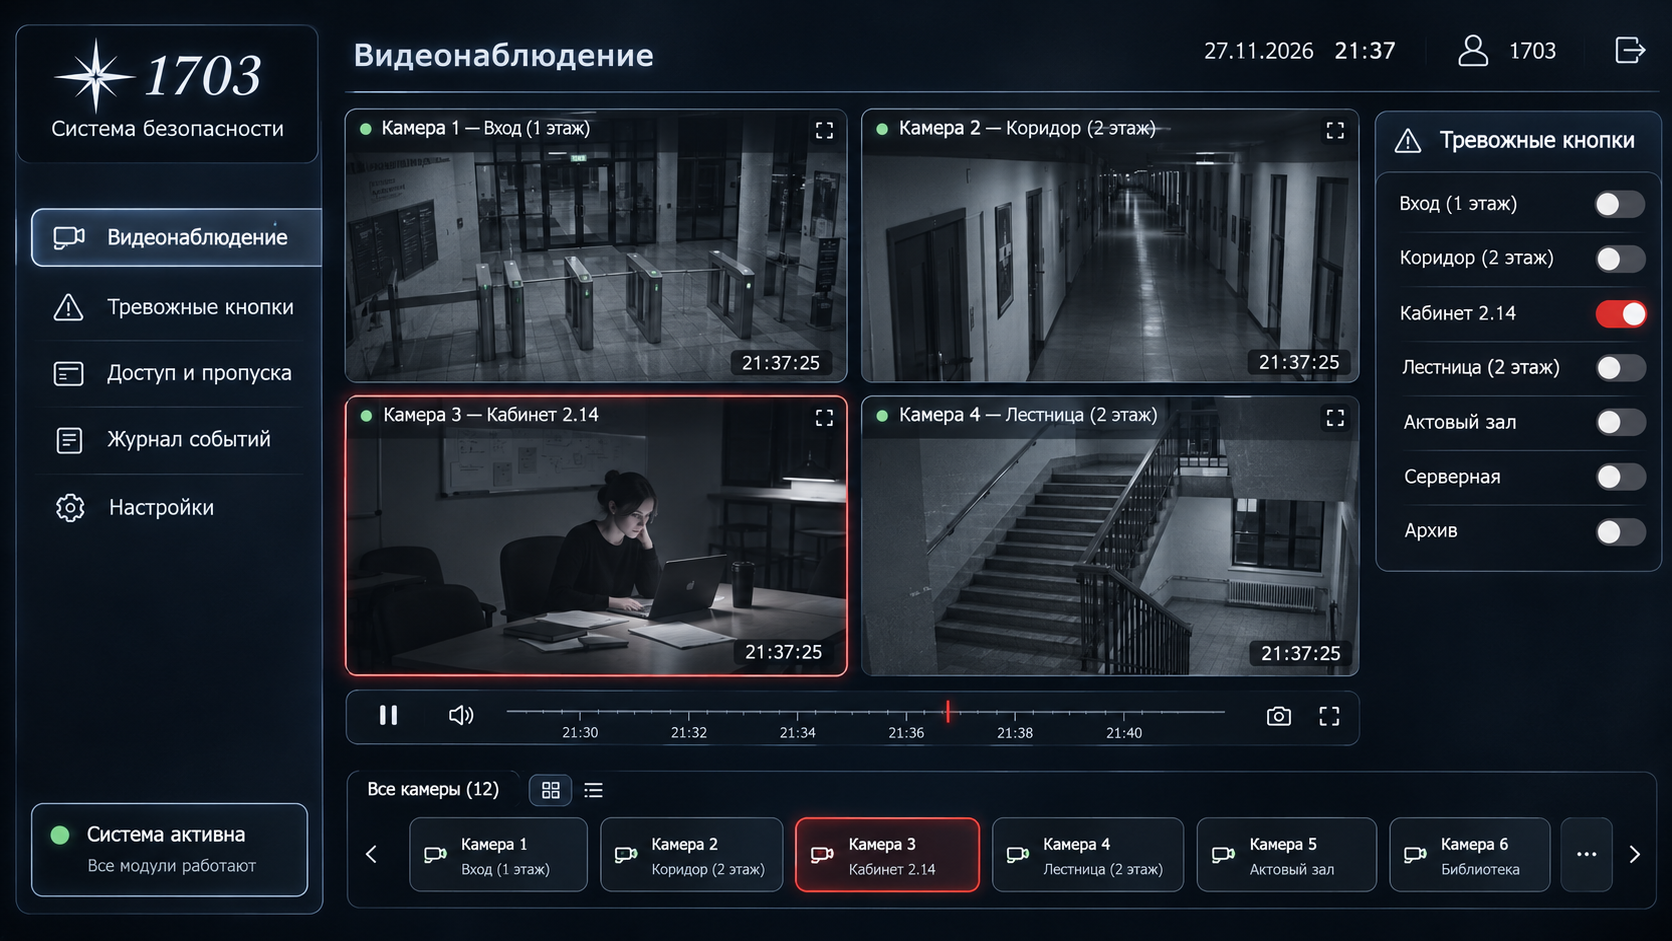 1703
Система безопасности
Видеонаблюдение
Тревожные кнопки
Доступ и пропуска
Журнал событий
Настройки
Система активна
Все модули работают
Видеонаблюдение
27.11.2026 21:37 1703
Камера 1 — Вход (1 этаж)
21:37:25
Камера 2 — Коридор (2 этаж)
21:37:25
Камера 3 — Кабинет 2.14
21:37:25
Камера 4 — Лестница (2 этаж)
21:37:25
Тревожные кнопки
Вход (1 этаж)
Коридор (2 этаж)
Кабинет 2.14
Лестница (2 этаж)
Актовый зал
Серверная
Архив
21:30 21:32 21:34 21:36 21:38 21:40
Все камеры (12)
Камера 1
Вход (1 этаж)
Камера 2
Коридор (2 этаж)
Камера 3
Кабинет 2.14
Камера 4
Лестница (2 этаж)
Камера 5
Актовый зал
Камера 6
Библиотека